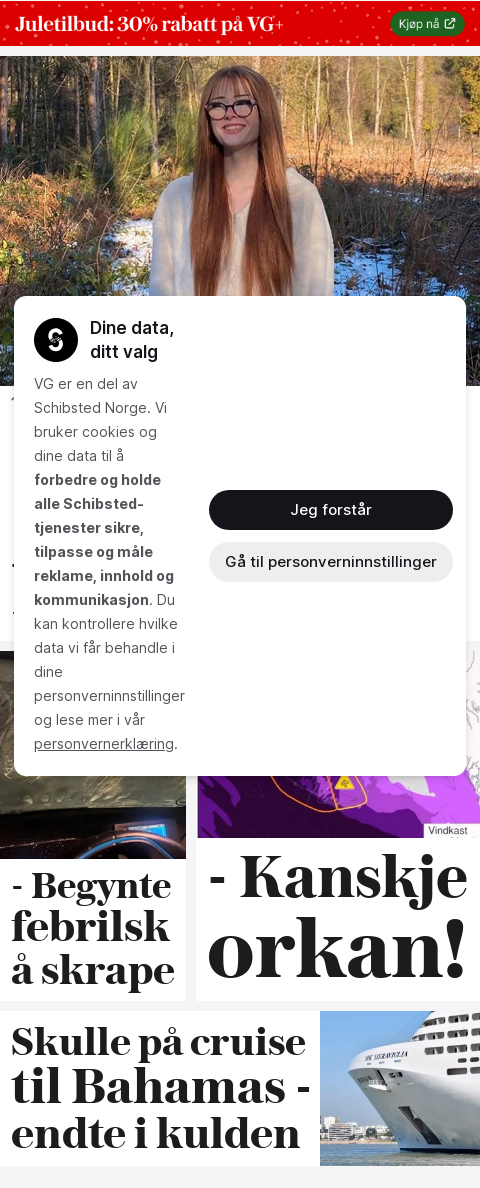 Juletilbud: 30% rabatt på VG+
Kjøp nå
Dine data,
ditt valg
VG er en del av
Schibsted Norge. Vi
bruker cookies og
dine data til å
forbedre og holde
alle Schibsted-
tjenester sikre,
tilpasse og måle
reklame, innhold og
kommunikasjon. Du
kan kontrollere hvilke
data vi får behandle i
dine
personverninnstillinger
og lese mer i vår
personvernerklæring.
Jeg forstår
Gå til personverninnstillinger
Vindkast
- Begynte
febrilsk
å skrape
- Kanskje
orkan!
Skulle på cruise
til Bahamas -
endte i kulden
MSC MERAVIGLIA